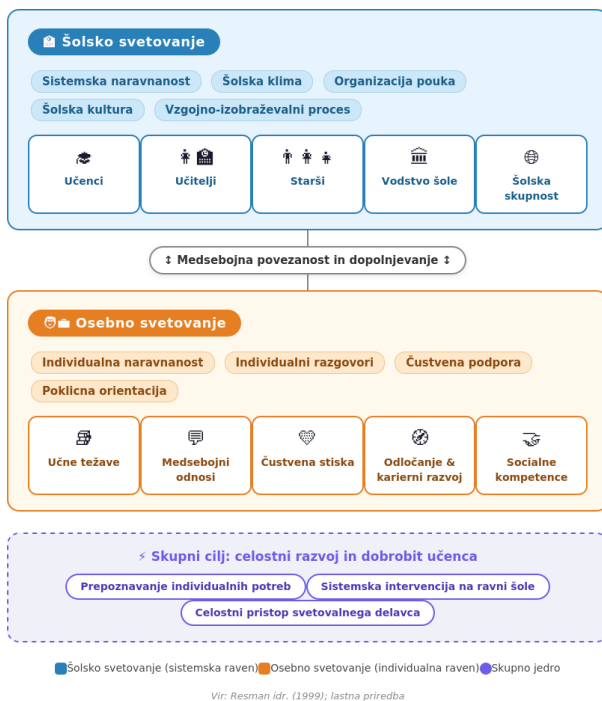 Šolsko svetovanje
Sistemska naravnanost Šolska klima Organizacija pouka
Šolska kultura Vzgojno-izobraževalni proces
Učenci Učitelji Starši Vodstvo šole Šolska
skupnost
↕ Medsebojna povezanost in dopolnjevanje ↕
Osebno svetovanje
Individualna naravnanost Individualni razgovori Čustvena podpora
Poklicna orientacija
Učne težave Medsebojni
odnosi Čustvena stiska Odločanje &
karierni razvoj Socialne
kompetence
⚡ Skupni cilj: celostni razvoj in dobrobit učenca
Prepoznavanje individualnih potreb Sistemska intervencija na ravni šole
Celostni pristop svetovalnega delavca
Šolsko svetovanje (sistemska raven) Osebno svetovanje (individualna raven) Skupno jedro
Vir: Resman idr. (1999); lastna priredba